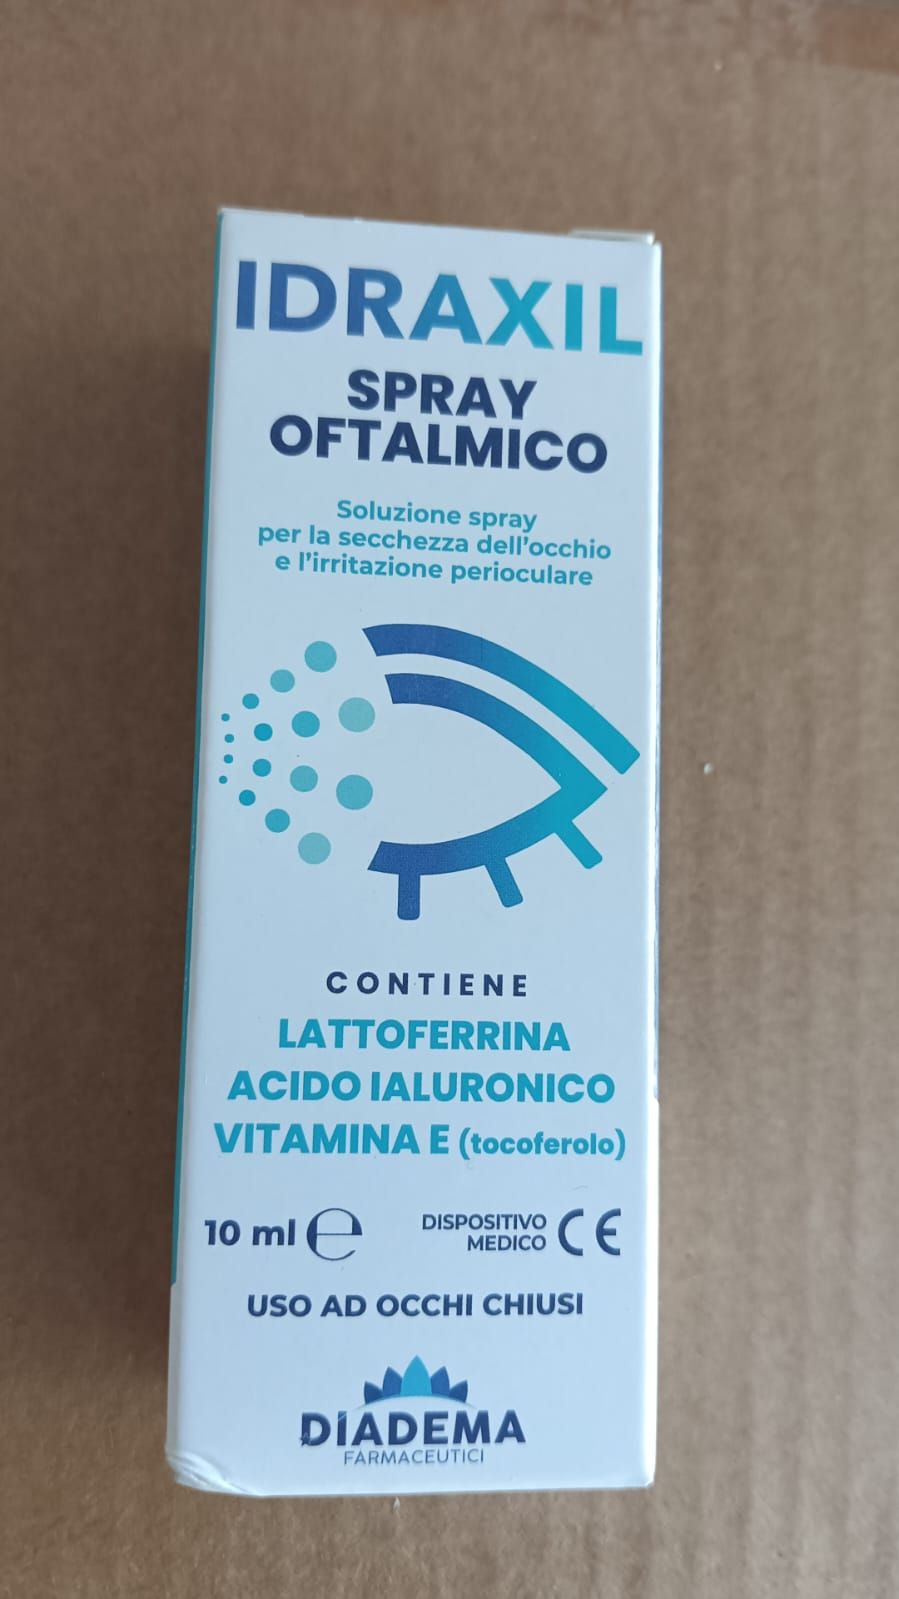 IDRAXIL
SPRAY
OFTALMICO
Soluzione spray
per la secchezza dell'occhio
e l'irritazione perioculare
CONTIENE
LATTOFERRINA
ACIDO IALURONICO
VITAMINA E (tocoferolo)
10 ml ℮
DISPOSITIVO
MEDICO CE
USO AD OCCHI CHIUSI
DIADEMA
FARMACEUTICI